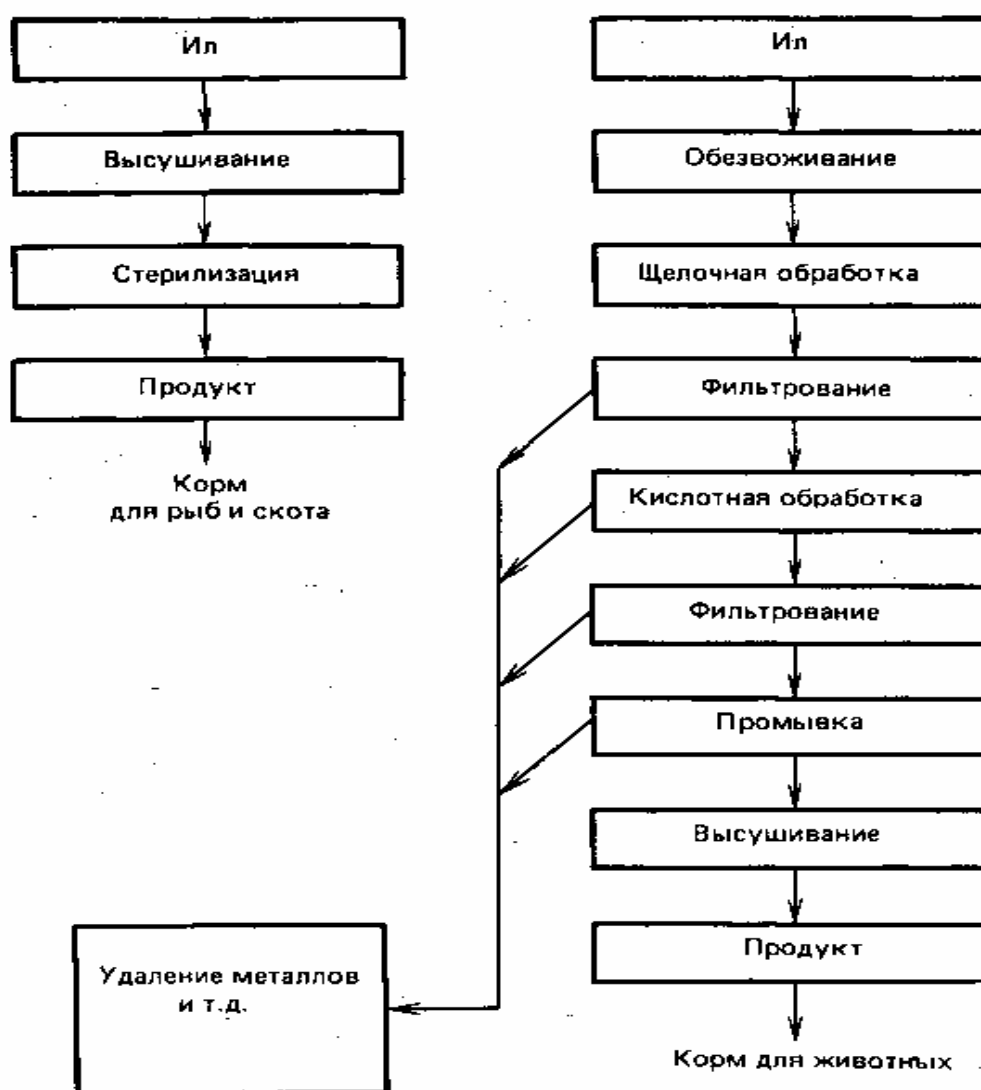 Ил
Высушивание
Стерилизация
Продукт
Корм
для рыб и скота
Ил
Обезвоживание
Щелочная обработка
Фильтрование
Кислотная обработка
Фильтрование
Промывка
Высушивание
Продукт
Корм для животных
Удаление металлов
и т.д.